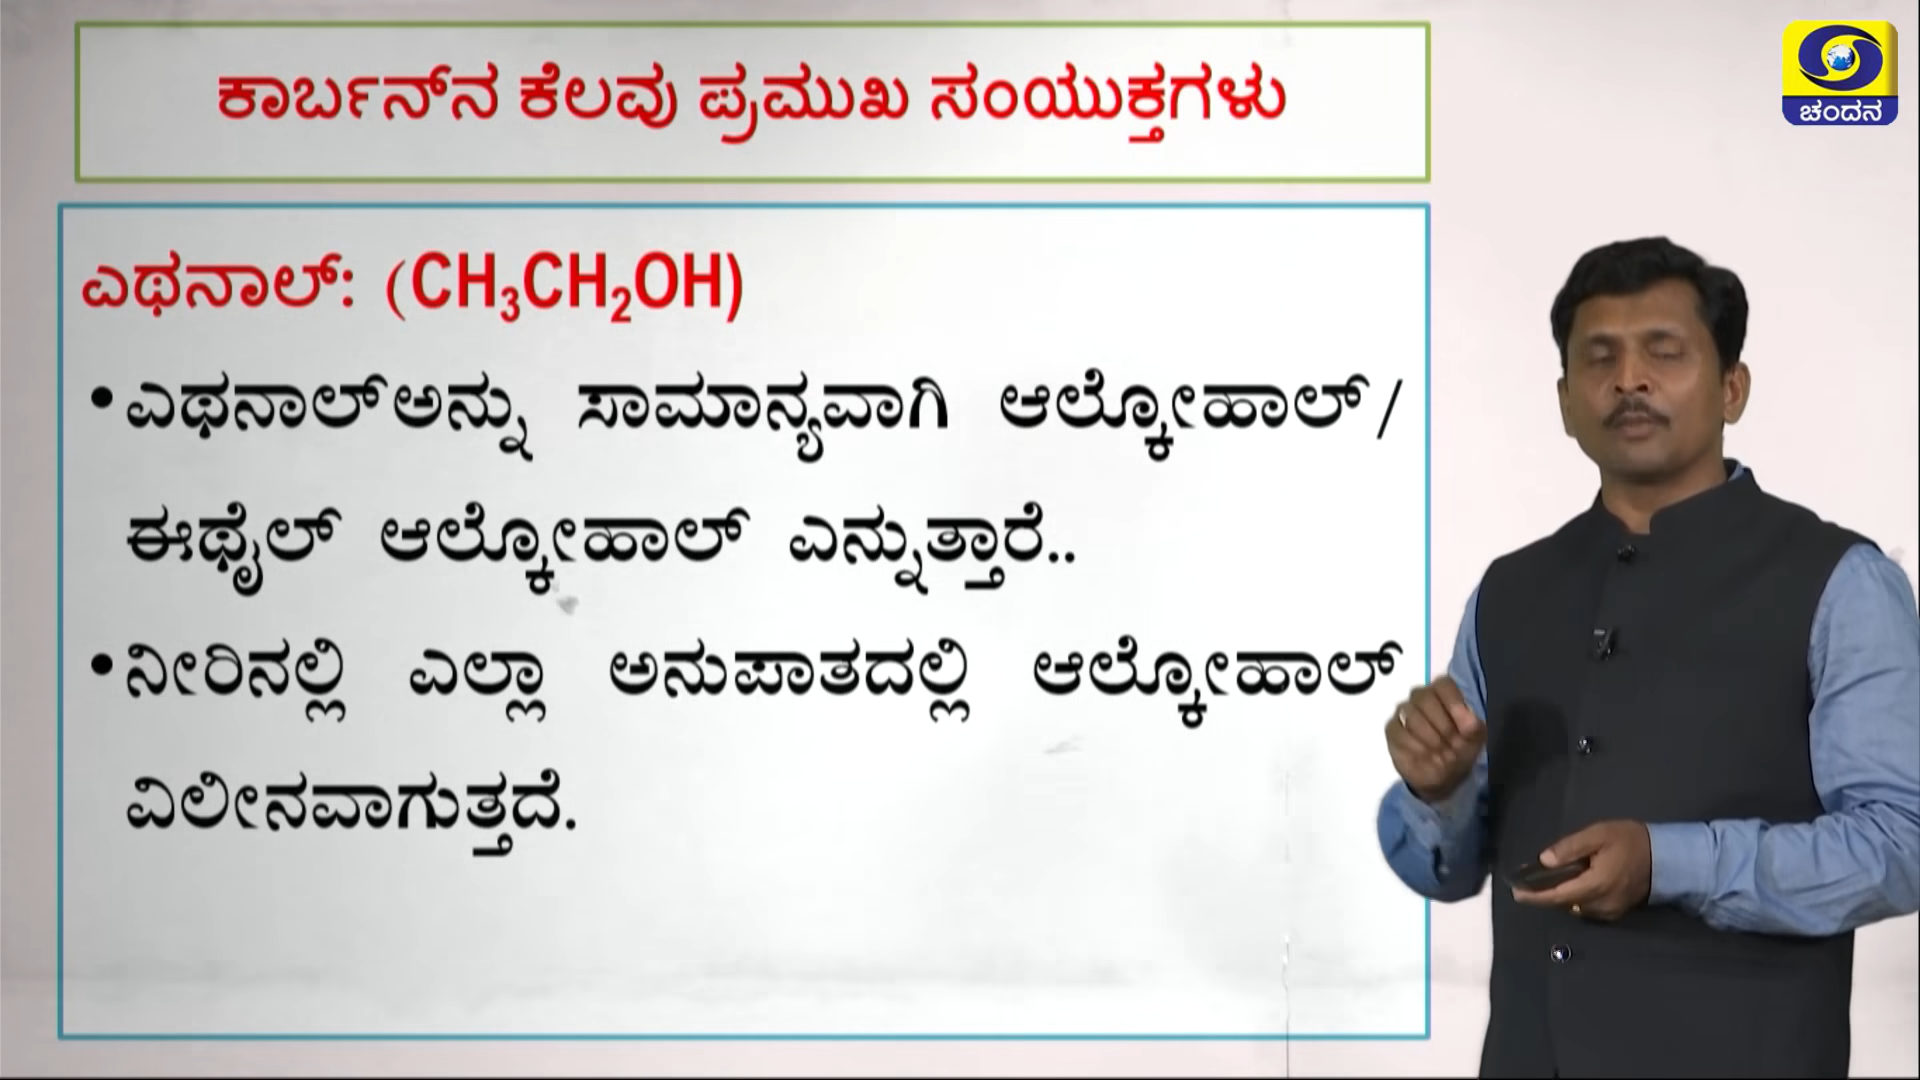 ಕಾರ್ಬನ್‌ನ ಕೆಲವು ಪ್ರಮುಖ ಸಂಯುಕ್ತಗಳು
ಚಂದನ
ಎಥನಾಲ್: (CH₃CH₂OH)
•ಎಥನಾಲ್‌ಅನ್ನು ಸಾಮಾನ್ಯವಾಗಿ ಆಲ್ಕೋಹಾಲ್/
ಈಥೈಲ್ ಆಲ್ಕೋಹಾಲ್ ಎನ್ನುತ್ತಾರೆ..
•ನೀರಿನಲ್ಲಿ ಎಲ್ಲಾ ಅನುಪಾತದಲ್ಲಿ ಆಲ್ಕೋಹಾಲ್
ವಿಲೀನವಾಗುತ್ತದೆ.